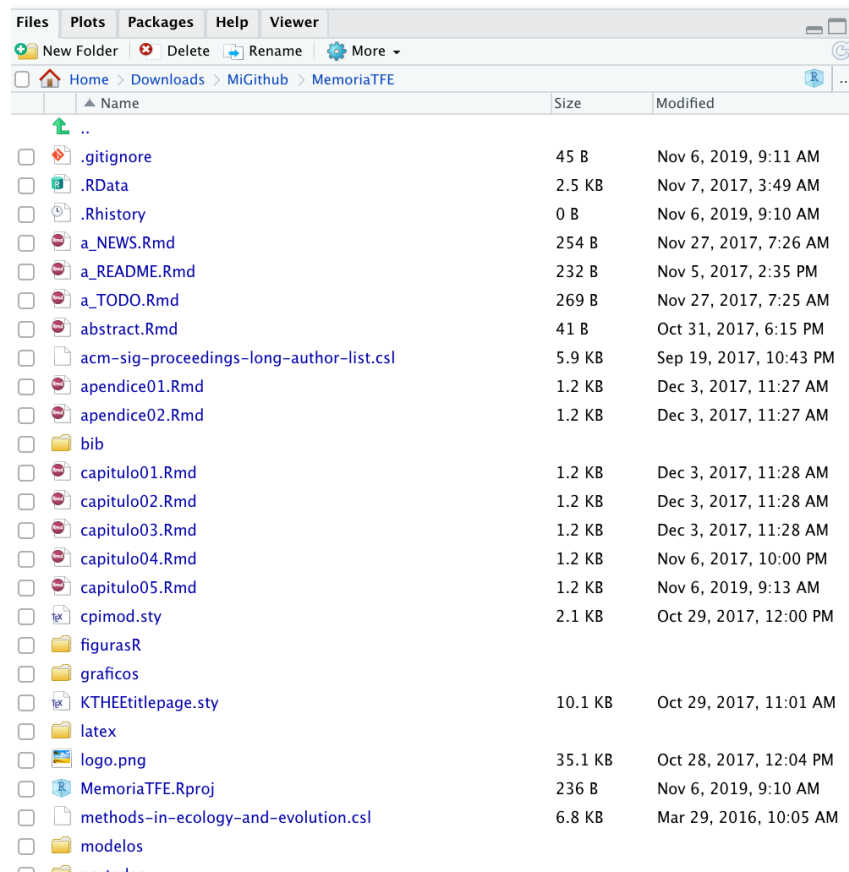 Files Plots Packages Help Viewer
New Folder Delete Rename More
Home > Downloads > MiGithub > MemoriaTFE R ..
Name Size Modified
..
.gitignore 45 B Nov 6, 2019, 9:11 AM
.RData 2.5 KB Nov 7, 2017, 3:49 AM
.Rhistory 0 B Nov 6, 2019, 9:10 AM
a_NEWS.Rmd 254 B Nov 27, 2017, 7:26 AM
a_README.Rmd 232 B Nov 5, 2017, 2:35 PM
a_TODO.Rmd 269 B Nov 27, 2017, 7:25 AM
abstract.Rmd 41 B Oct 31, 2017, 6:15 PM
acm-sig-proceedings-long-author-list.csl 5.9 KB Sep 19, 2017, 10:43 PM
apendice01.Rmd 1.2 KB Dec 3, 2017, 11:27 AM
apendice02.Rmd 1.2 KB Dec 3, 2017, 11:27 AM
bib
capitulo01.Rmd 1.2 KB Dec 3, 2017, 11:28 AM
capitulo02.Rmd 1.2 KB Dec 3, 2017, 11:28 AM
capitulo03.Rmd 1.2 KB Dec 3, 2017, 11:28 AM
capitulo04.Rmd 1.2 KB Nov 6, 2017, 10:00 PM
capitulo05.Rmd 1.2 KB Nov 6, 2019, 9:13 AM
cpimod.sty 2.1 KB Oct 29, 2017, 12:00 PM
figurasR
graficos
KTHEEtitlepage.sty 10.1 KB Oct 29, 2017, 11:01 AM
latex
logo.png 35.1 KB Oct 28, 2017, 12:04 PM
MemoriaTFE.Rproj 236 B Nov 6, 2019, 9:10 AM
methods-in-ecology-and-evolution.csl 6.8 KB Mar 29, 2016, 10:05 AM
modelos